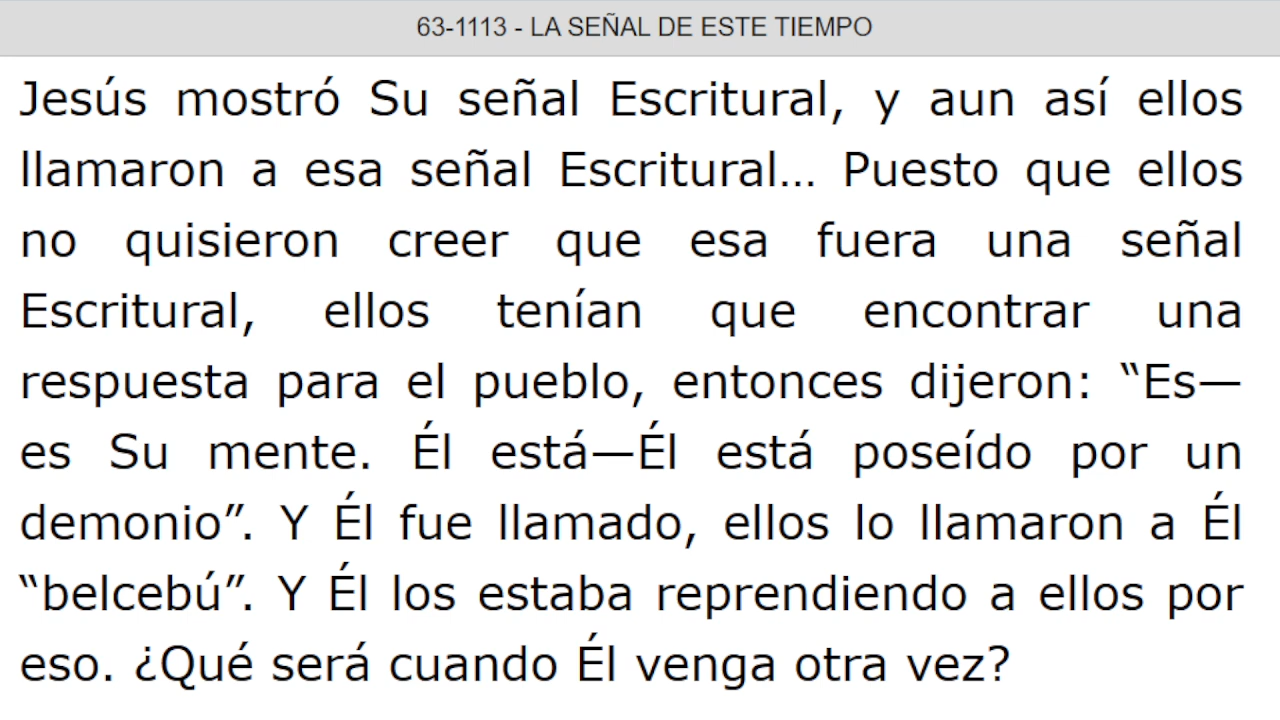 63-1113 - LA SEÑAL DE ESTE TIEMPO
Jesús mostró Su señal Escritural, y aun así ellos
llamaron a esa señal Escritural... Puesto que ellos
no quisieron creer que esa fuera una señal
Escritural, ellos tenían que encontrar una
respuesta para el pueblo, entonces dijeron: “Es—
es Su mente. Él está—Él está poseído por un
demonio”. Y Él fue llamado, ellos lo llamaron a Él
“belcebú”. Y Él los estaba reprendiendo a ellos por
eso. ¿Qué será cuando Él venga otra vez?